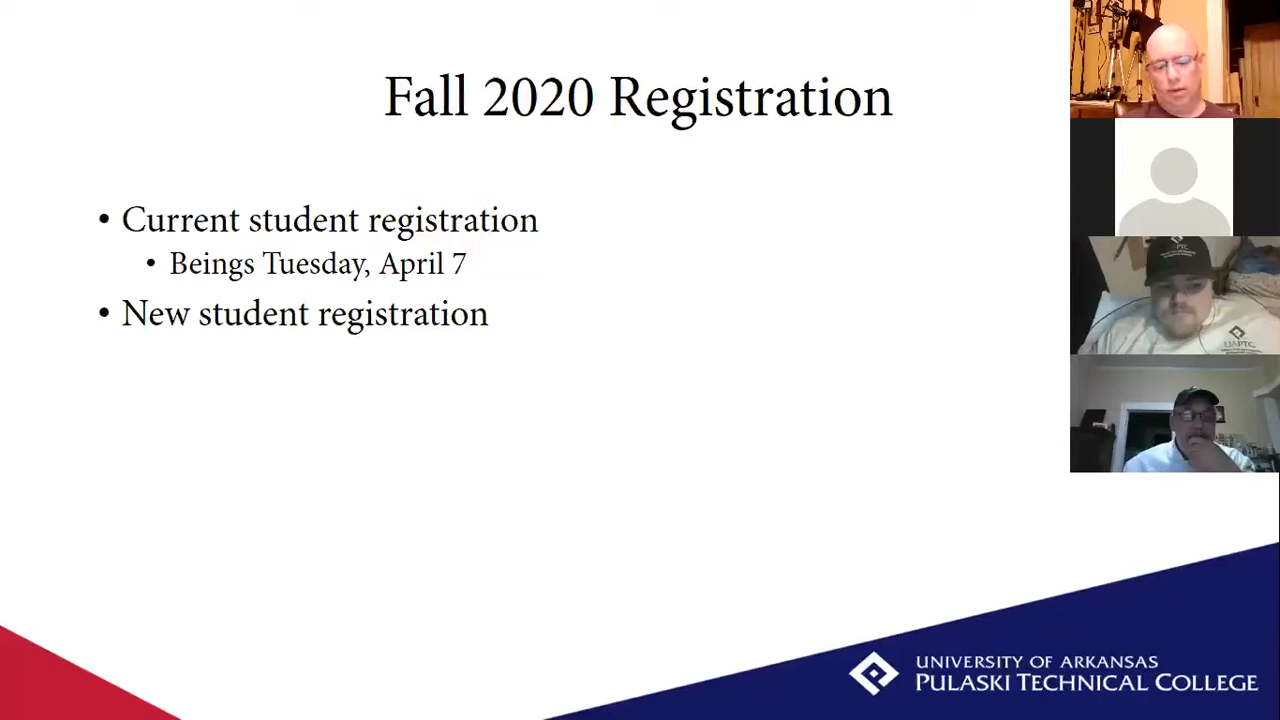 Fall 2020 Registration
• Current student registration
• Beings Tuesday, April 7
• New student registration
UAPTC
UNIVERSITY OF ARKANSAS
PULASKI TECHNICAL COLLEGE